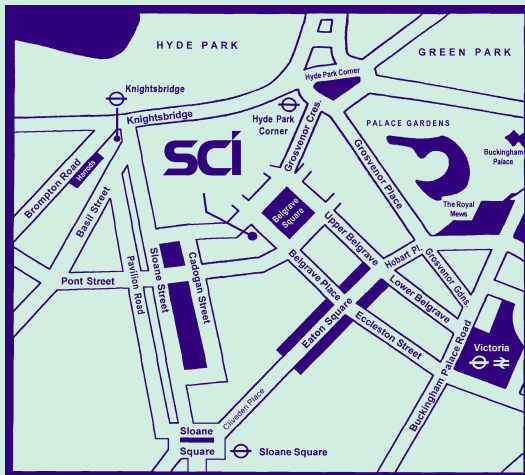 HYDE PARK
GREEN PARK
Hyde Park Corner
Knightsbridge
Knightsbridge
Hyde Park
Corner
Grosvenor Cres.
PALACE GARDENS
Buckingham
Palace
SCI
Grosvenor Place
Brompton Road
Harrods
Basil Street
The Royal
Mews
Belgrave
Square
Upper Belgrave
Hobart Pl.
Grosvenor Gdns.
Sloane Street
Cadogan Street
Pont Street
Pavilion Road
Belgrave Place
Lower Belgrave
Eaton Square
Eccleston Street
Buckingham Palace Road
Victoria
Cliveden Place
Sloane
Square
Sloane Square